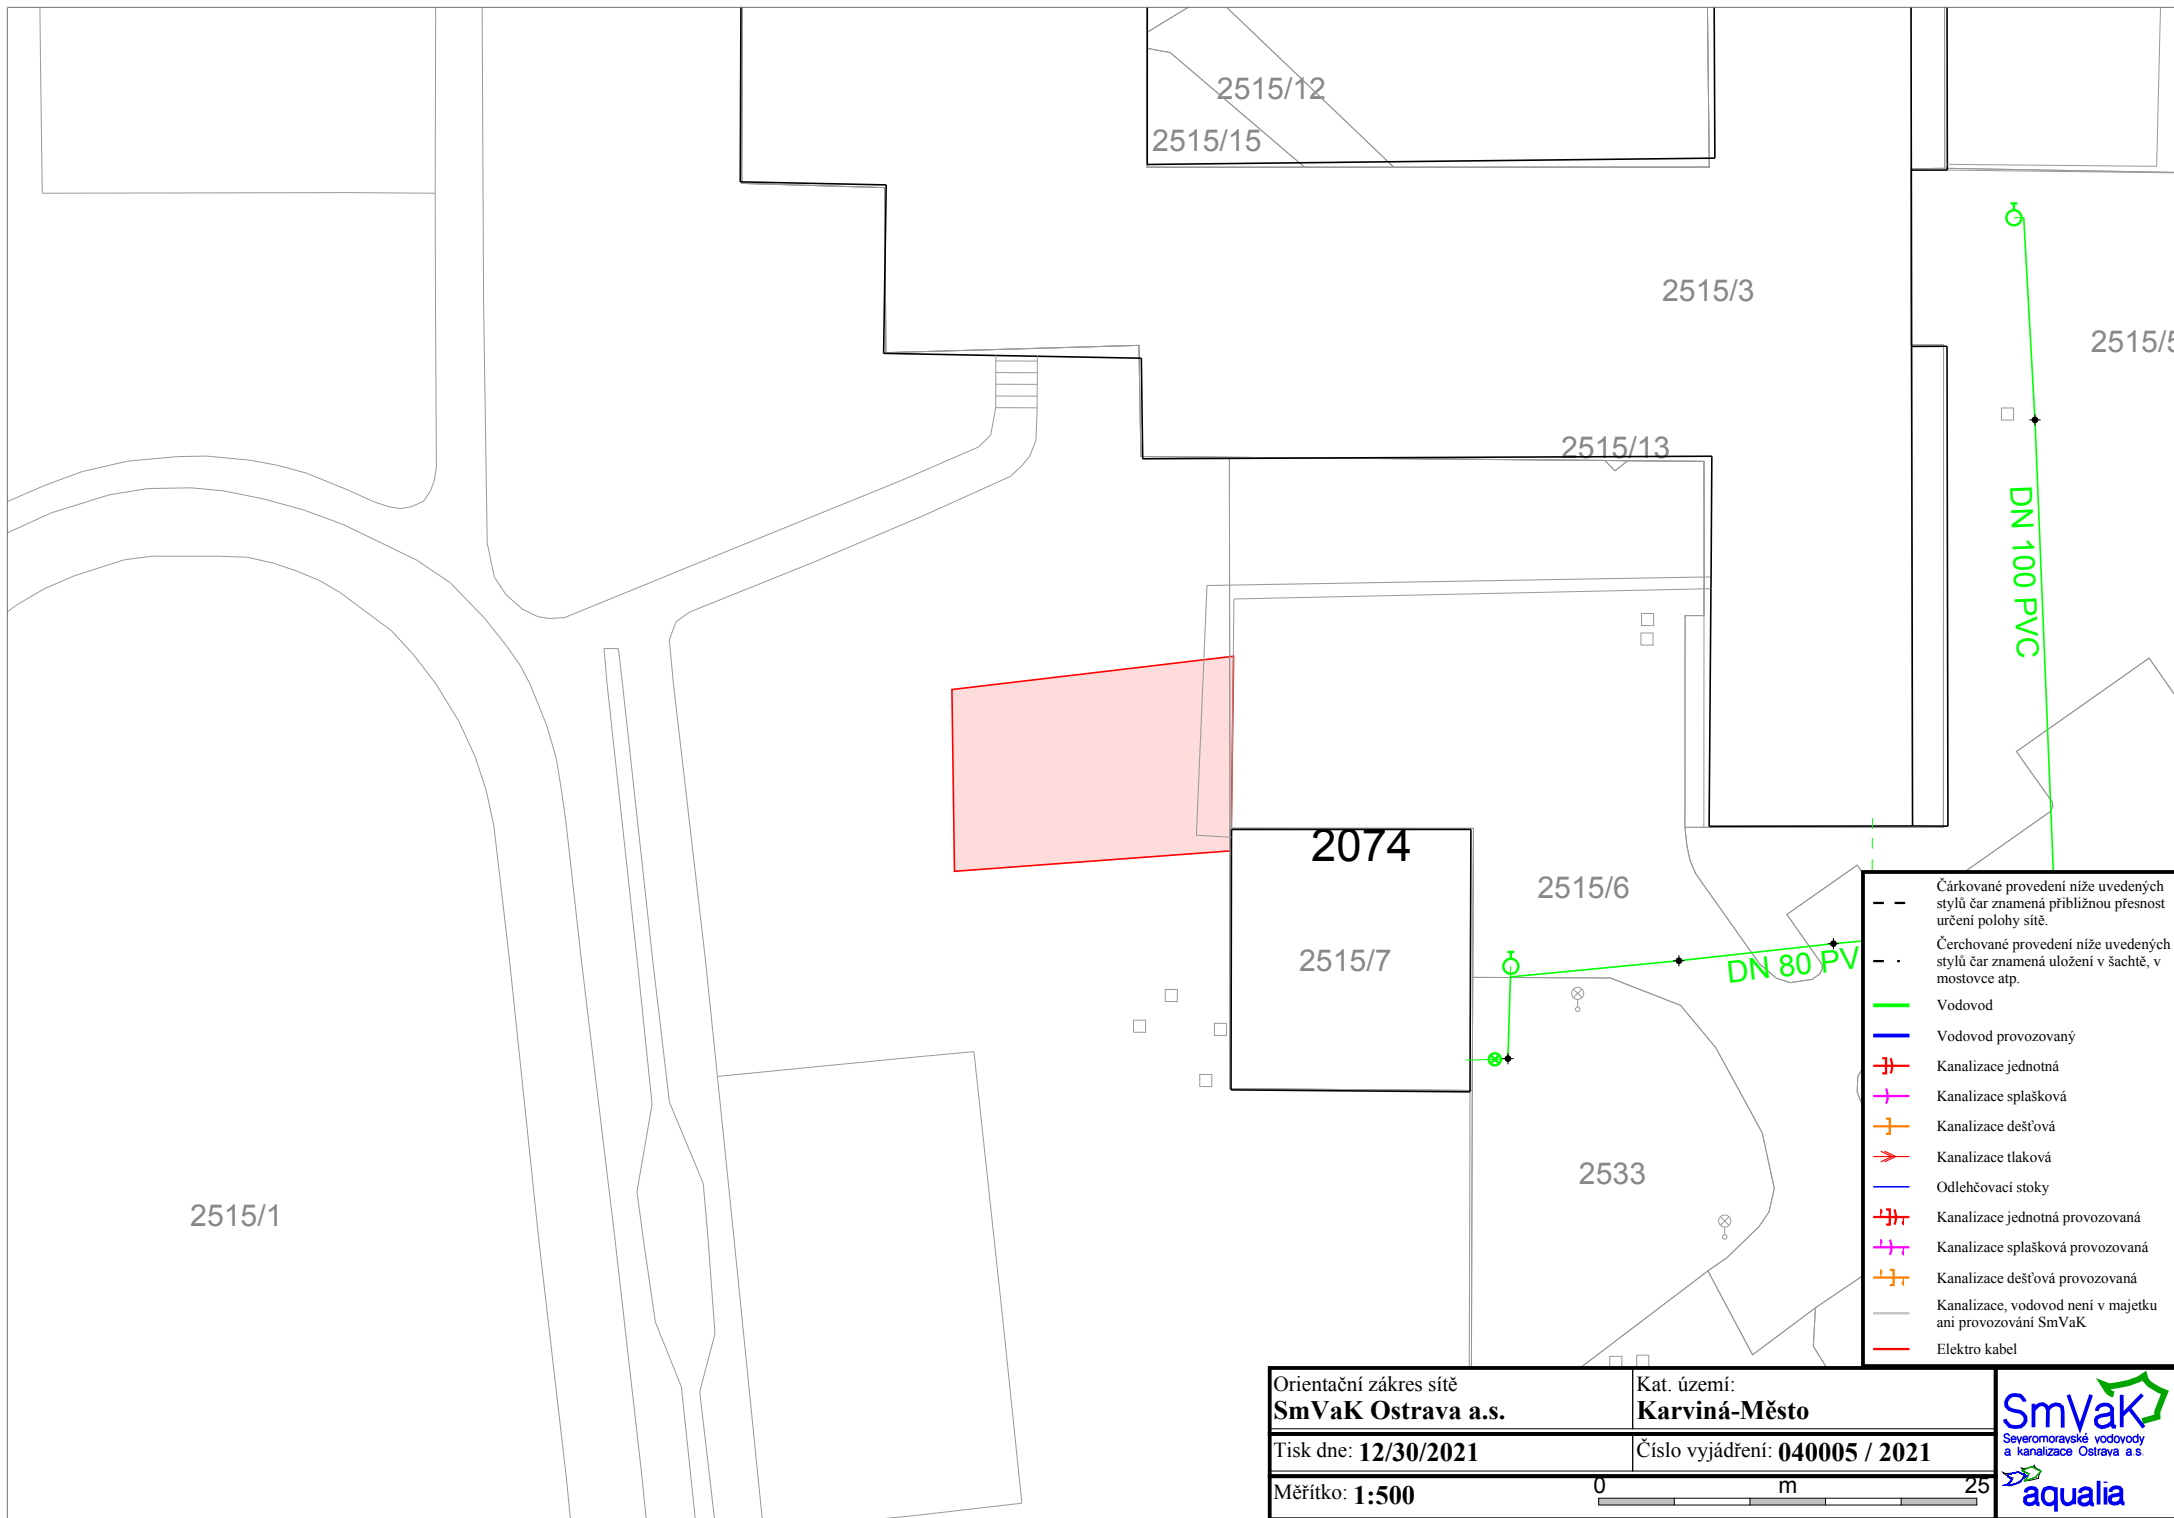 2515/12
2515/15
2515/3
2515/5
2515/13
DN 100 PVC
2074
2515/6
2515/7
DN 80 PV
2533
2515/1
Čárkované provedení níže uvedených
stylů čar znamená přibližnou přesnost
určení polohy sítě.
Čerchované provedení níže uvedených
stylů čar znamená uložení v šachtě, v
mostovce atp.
Vodovod
Vodovod provozovaný
Kanalizace jednotná
Kanalizace splašková
Kanalizace dešťová
Kanalizace tlaková
Odlehčovací stoky
Kanalizace jednotná provozovaná
Kanalizace splašková provozovaná
Kanalizace dešťová provozovaná
Kanalizace, vodovod není v majetku
ani provozování SmVaK
Elektro kabel
Orientační zákres sítě
SmVaK Ostrava a.s.
Kat. území:
Karviná-Město
Tisk dne: 12/30/2021
Číslo vyjádření: 040005 / 2021
Měřítko: 1:500
0 m 25
SmVaK
Severomoravské vodovody
a kanalizace Ostrava a.s.
aqualia